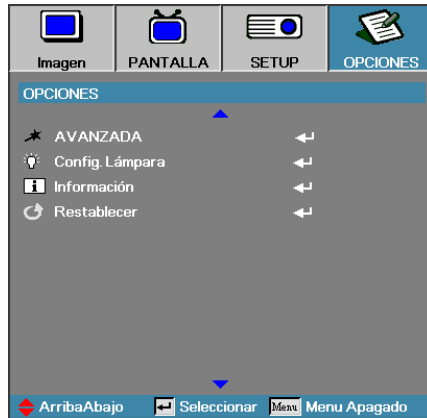 Imagen PANTALLA SETUP OPCIONES
OPCIONES
AVANZADA
Config. Lámpara
Información
Restablecer
ArribaAbajo Seleccionar Menu Menu Apagado